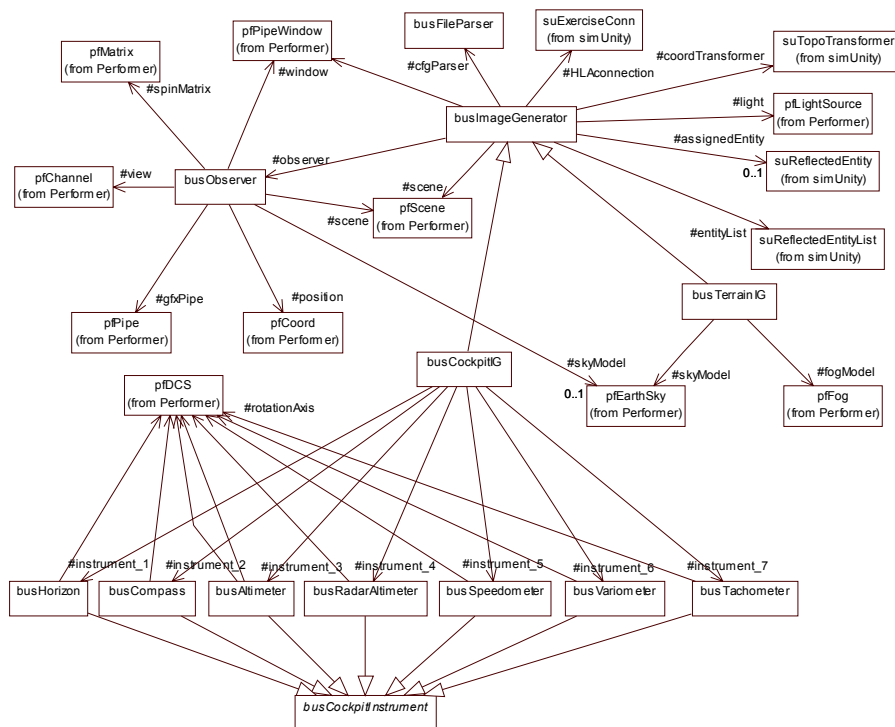 busFileParser
suExerciseConn
(from simUnity)
pfPipeWindow
(from Performer)
pfMatrix
(from Performer)
suTopoTransformer
(from simUnity)
#coordTransformer
#cfgParser
#window
#HLAconnection
#spinMatrix
#light
pfLightSource
(from Performer)
busImageGenerator
#assignedEntity
#observer
suReflectedEntity
(from simUnity)
0..1
pfChannel
(from Performer)
#view
busObserver
#scene
pfScene
(from Performer)
#scene
#entityList
suReflectedEntityList
(from simUnity)
busTerrainIG
#gfxPipe
#position
pfPipe
(from Performer)
pfCoord
(from Performer)
busCockpitIG
#skyModel
#skyModel
#fogModel
0..1
pfEarthSky
(from Performer)
pfFog
(from Performer)
pfDCS
(from Performer)
#rotationAxis
#instrument_1
#instrument_2
#instrument_3
#instrument_4
#instrument_5
#instrument_6
#instrument_7
busHorizon
busCompass
busAltimeter
busRadarAltimeter
busSpeedometer
busVariometer
busTachometer
busCockpitInstrument